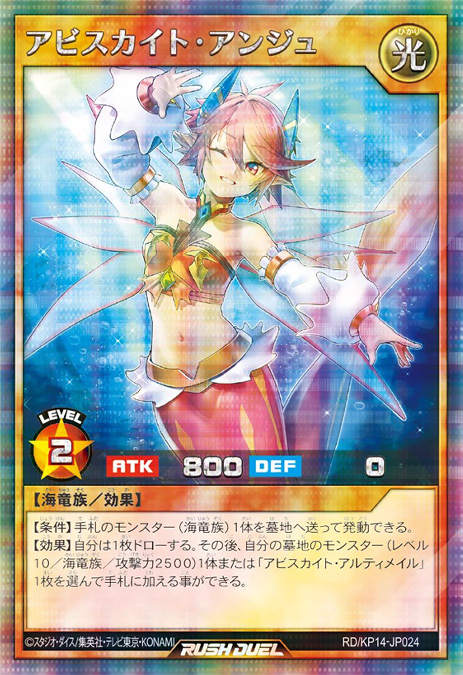 アビスカイト・アンジュ
ひかり
光
LEVEL
2
ATK 800 DEF 0
【海竜族/効果】
【条件】手札のモンスター(海竜族)1体を墓地へ送って発動できる。
【効果】自分は1枚ドローする。その後、自分の墓地のモンスター(レベル
10/海竜族/攻撃力2500)1体または「アビスカイト・アルティメイル」
1枚を選んで手札に加える事ができる。
©スタジオ・ダイス/集英社・テレビ東京・KONAMI
RUSH DUEL
RD/KP14-JP024